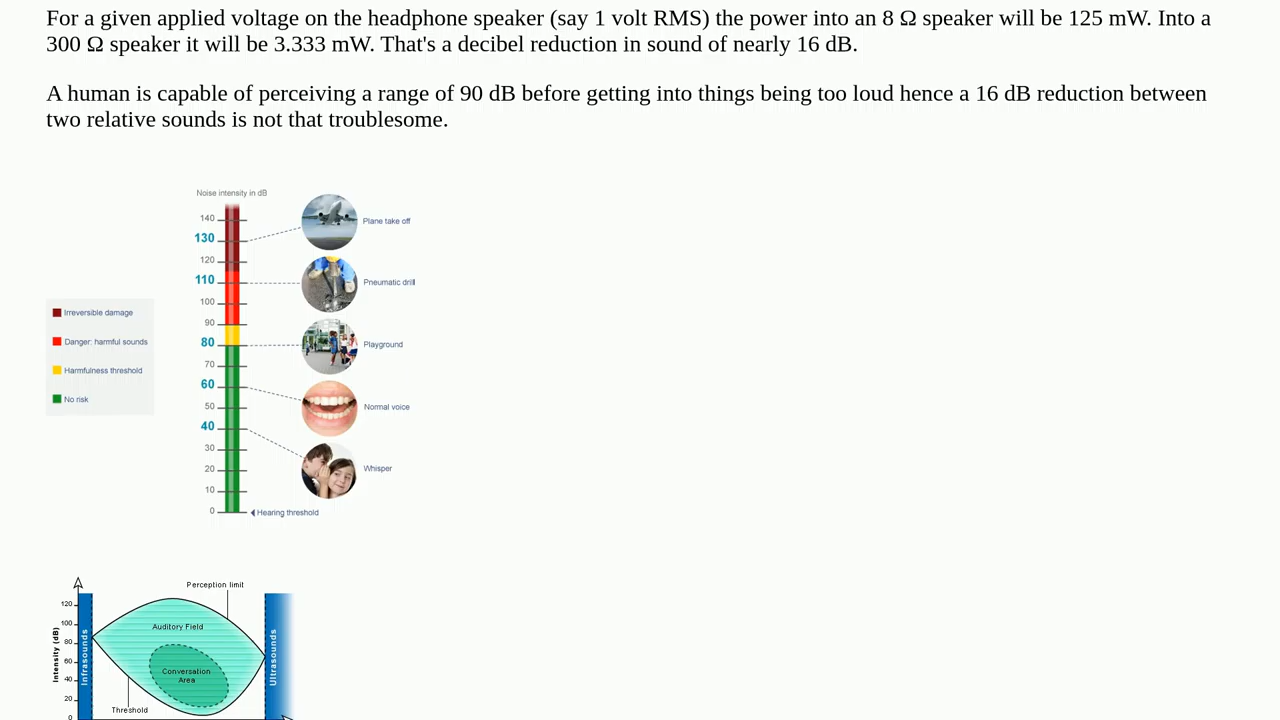 For a given applied voltage on the headphone speaker (say 1 volt RMS) the power into an 8 Ω speaker will be 125 mW. Into a
300 Ω speaker it will be 3.333 mW. That's a decibel reduction in sound of nearly 16 dB.
A human is capable of perceiving a range of 90 dB before getting into things being too loud hence a 16 dB reduction between
two relative sounds is not that troublesome.
Noise intensity in dB
140
130
120
110
100
90
80
70
60
50
40
30
20
10
0
Plane take off
Pneumatic drill
Playground
Normal voice
Whisper
Hearing threshold
Irreversible damage
Danger: harmful sounds
Harmfulness threshold
No risk
Perception limit
120
100
80
60
40
20
0
Intensity (dB)
Infrasounds
Auditory Field
Conversation
Area
Threshold
Ultrasounds